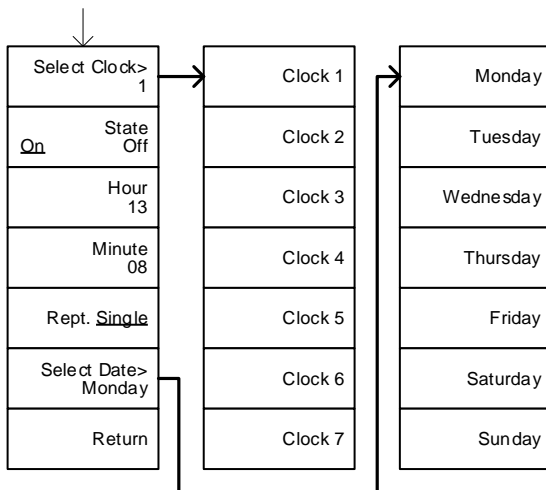 Select Clock>
1
State
On Off
Hour
13
Minute
08
Rept. Single
Select Date>
Monday
Return
Clock 1
Clock 2
Clock 3
Clock 4
Clock 5
Clock 6
Clock 7
Monday
Tuesday
Wednesday
Thursday
Friday
Saturday
Sunday